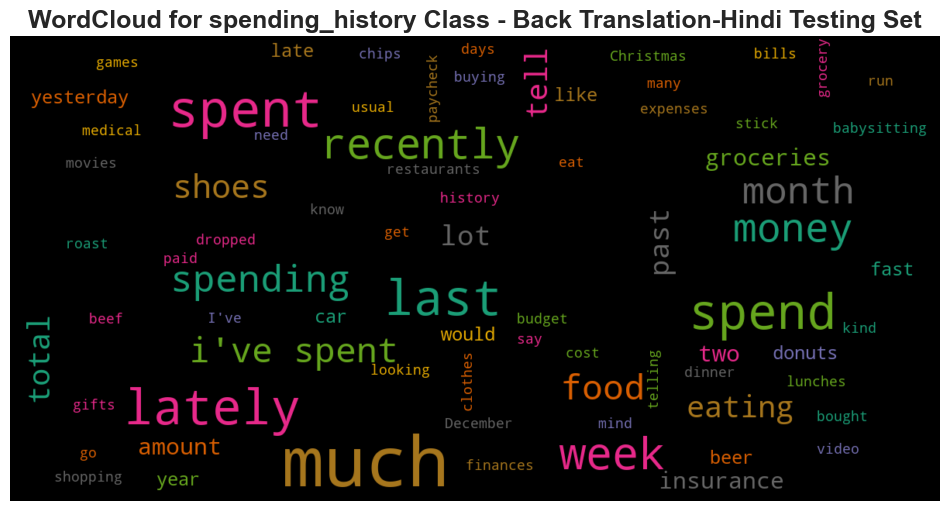 WordCloud for spending_history Class - Back Translation-Hindi Testing Set
late
chips
days
tell
Christmas
bills
grocery
games
paycheck
buying
many
run
yesterday
spent
usual
like
expenses
medical
need
recently
stick
babysitting
movies
restaurants
eat
groceries
shoes
history
month
know
money
roast
dropped
get
lot
past
paid
spending
last
fast
beef
I've
car
budget
spend
kind
total
i've spent
would
say
cost
two
donuts
looking
clothes
food
telling
dinner
lunches
gifts
lately
December
mind
eating
bought
go
amount
much
week
beer
video
shopping
year
finances
insurance